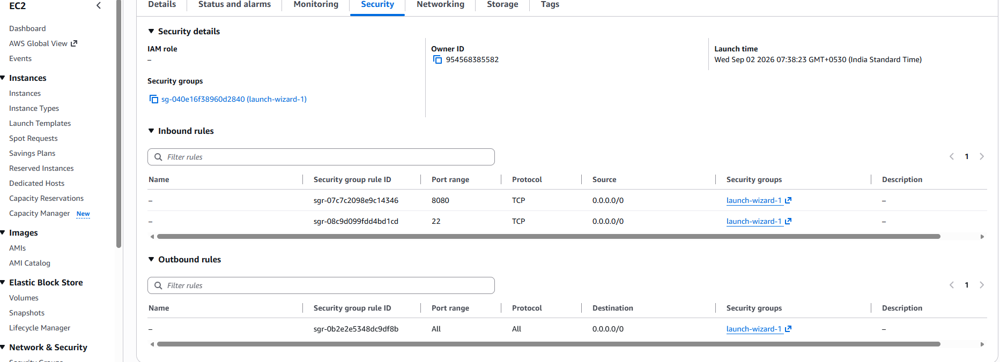 EC2
Dashboard
AWS Global View
Events
Instances
Instances
Instance Types
Launch Templates
Spot Requests
Savings Plans
Reserved Instances
Dedicated Hosts
Capacity Reservations
Capacity Manager New
Images
AMIs
AMI Catalog
Elastic Block Store
Volumes
Snapshots
Lifecycle Manager
Network & Security
Security Groups
Details Status and alarms Monitoring Security Networking Storage Tags
Security details
IAM role
–
Owner ID
954568385582
Launch time
Wed Sep 02 2026 07:38:23 GMT+0530 (India Standard Time)
Security groups
sg-040e16f38960d2840 (launch-wizard-1)
Inbound rules
Filter rules
1
Name Security group rule ID Port range Protocol Source Security groups Description
– sgr-07c7c2098e9c14346 8080 TCP 0.0.0.0/0 launch-wizard-1 –
– sgr-08c9d099fdd4bd1cd 22 TCP 0.0.0.0/0 launch-wizard-1 –
Outbound rules
Filter rules
1
Name Security group rule ID Port range Protocol Destination Security groups Description
– sgr-0b2e2e5348dc9df8b All All 0.0.0.0/0 launch-wizard-1 –